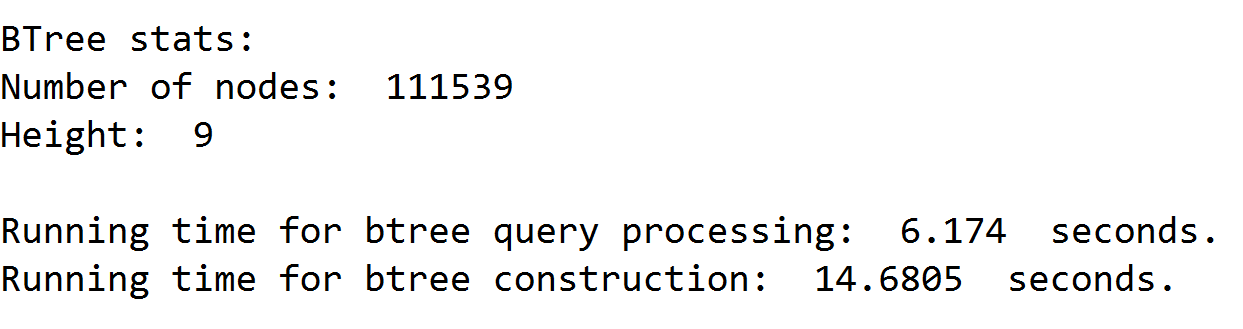 BTree stats:
Number of nodes:  111539
Height:  9
Running time for btree query processing:  6.174  seconds.
Running time for btree construction:  14.6805  seconds.